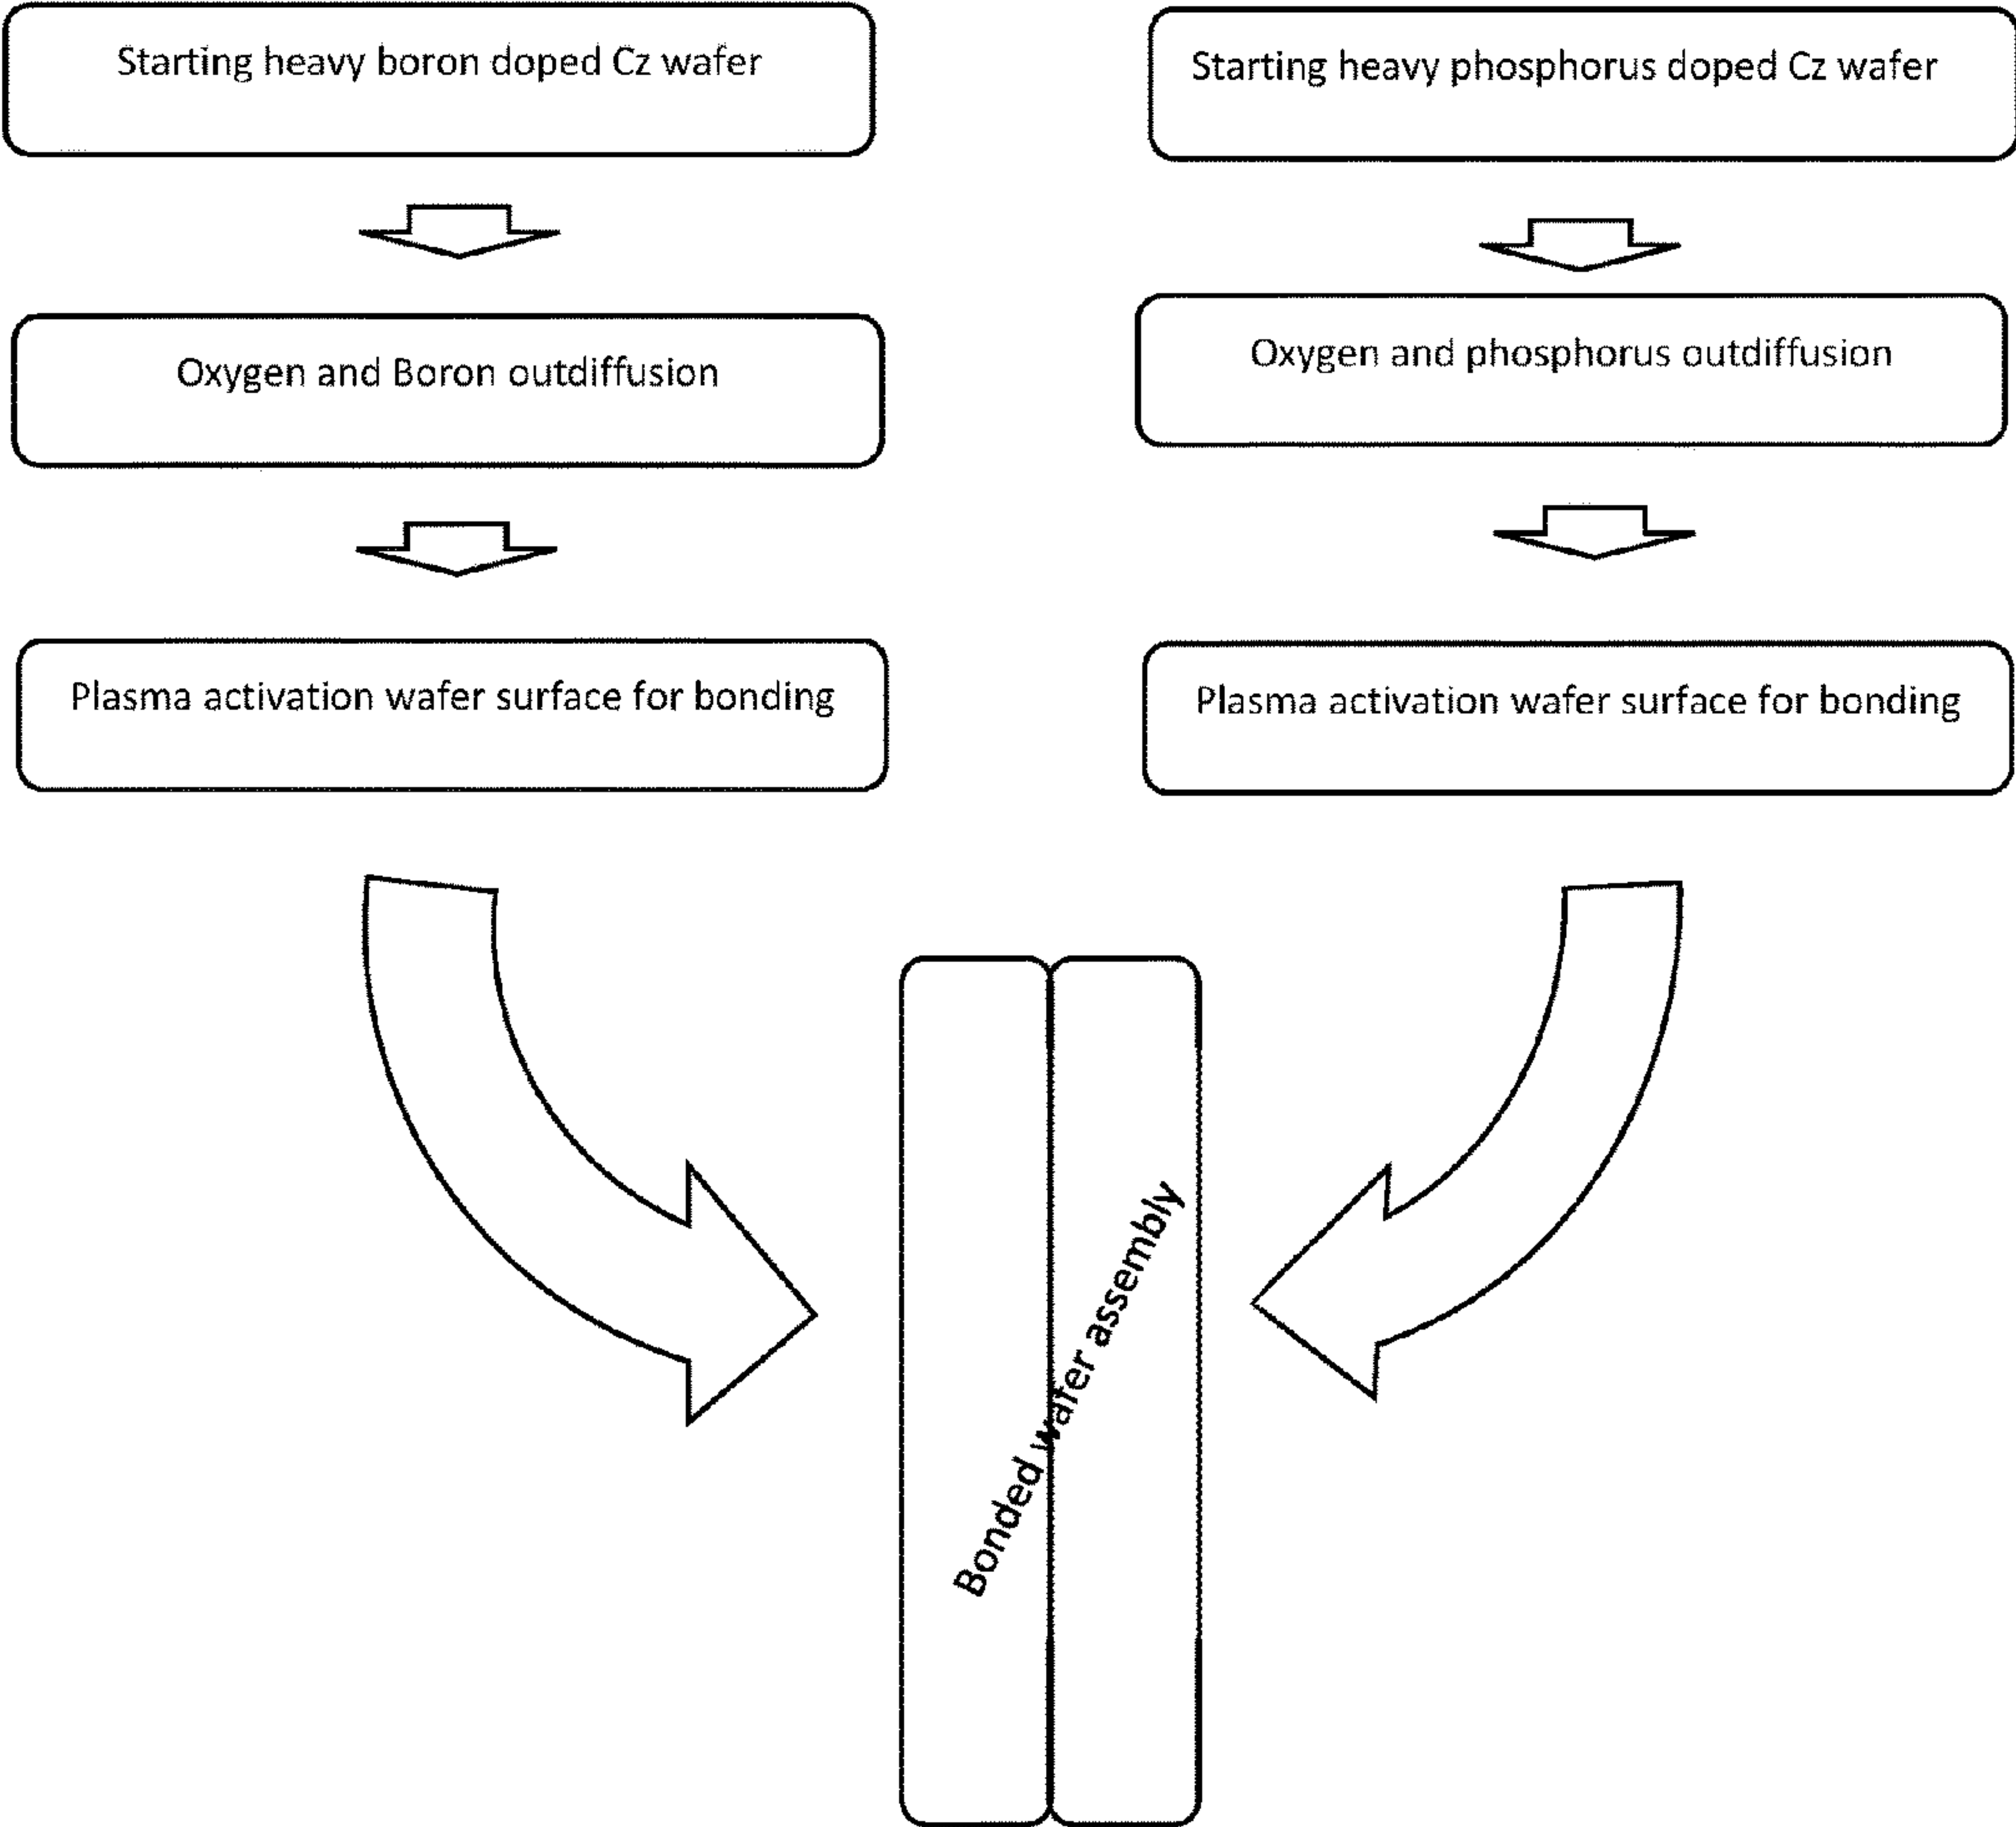 Starting heavy boron doped Cz wafer
Starting heavy phosphorus doped Cz wafer
Oxygen and Boron outdiffusion
Oxygen and phosphorus outdiffusion
Plasma activation wafer surface for bonding
Plasma activation wafer surface for bonding
Bonded wafer assembly